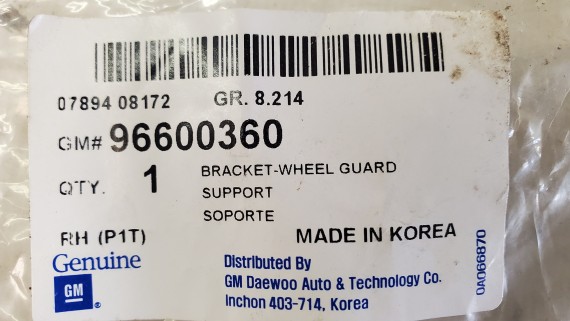 07894 08172 GR. 8.214
GM# 96600360
QTY. 1 BRACKET-WHEEL GUARD
SUPPORT
SOPORTE
RH (P1T) MADE IN KOREA
Genuine
GM
®
Distributed By
GM Daewoo Auto & Technology Co.
Inchon 403-714, Korea
0A066870